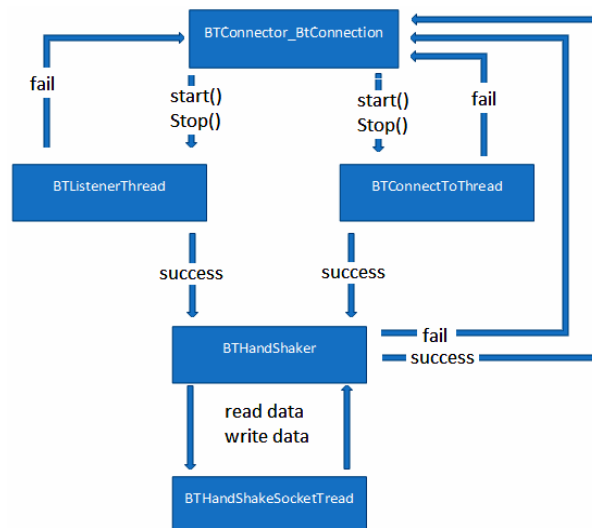 BTConnector_BtConnection
fail
start()
Stop()
start()
Stop()
fail
BTListenerThread
BTConnectToThread
success
success
BTHandShaker
fail
success
read data
write data
BTHandShakeSocketTread